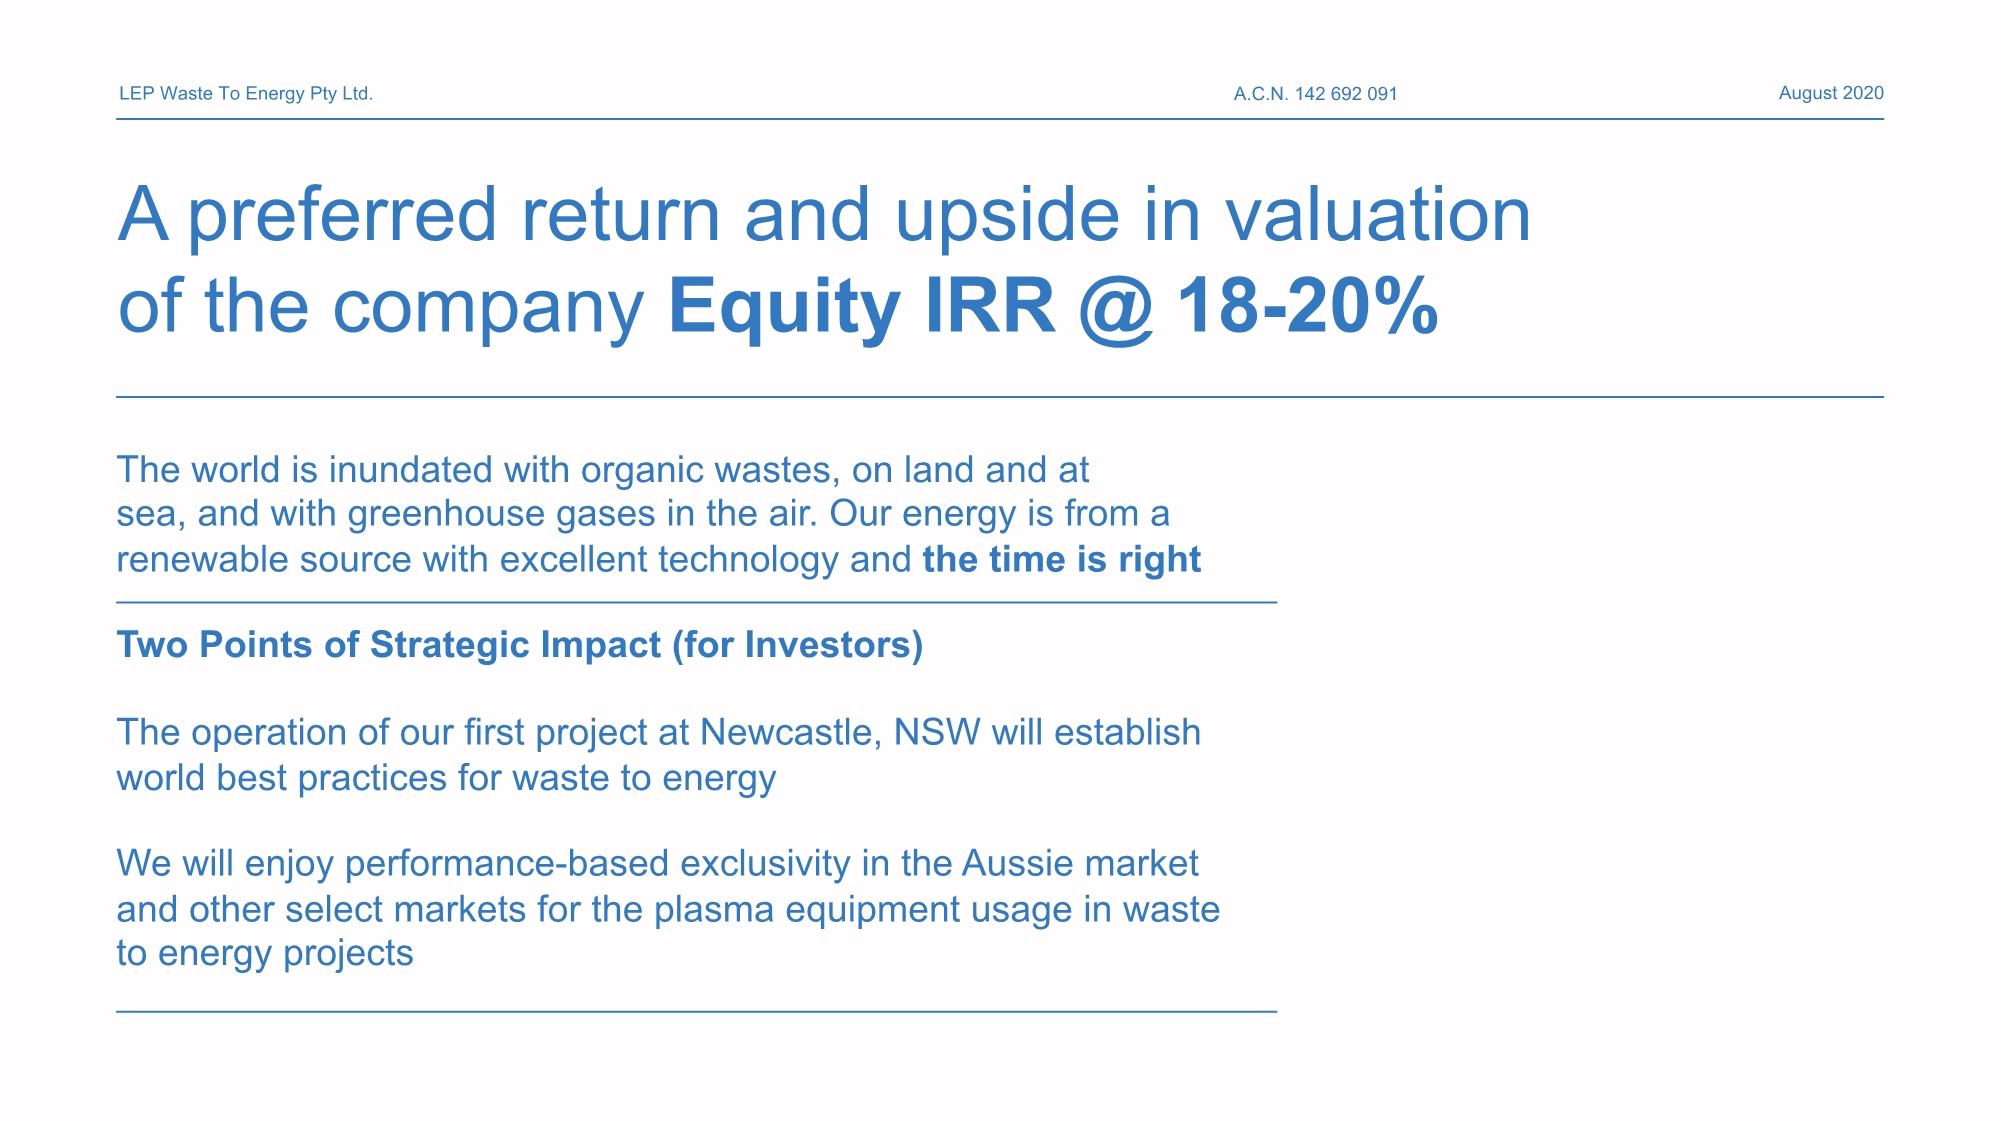 LEP Waste To Energy Pty Ltd. A.C.N. 142 692 091 August 2020
A preferred return and upside in valuation
of the company Equity IRR @ 18-20%
The world is inundated with organic wastes, on land and at
sea, and with greenhouse gases in the air. Our energy is from a
renewable source with excellent technology and the time is right
Two Points of Strategic Impact (for Investors)
The operation of our first project at Newcastle, NSW will establish
world best practices for waste to energy
We will enjoy performance-based exclusivity in the Aussie market
and other select markets for the plasma equipment usage in waste
to energy projects